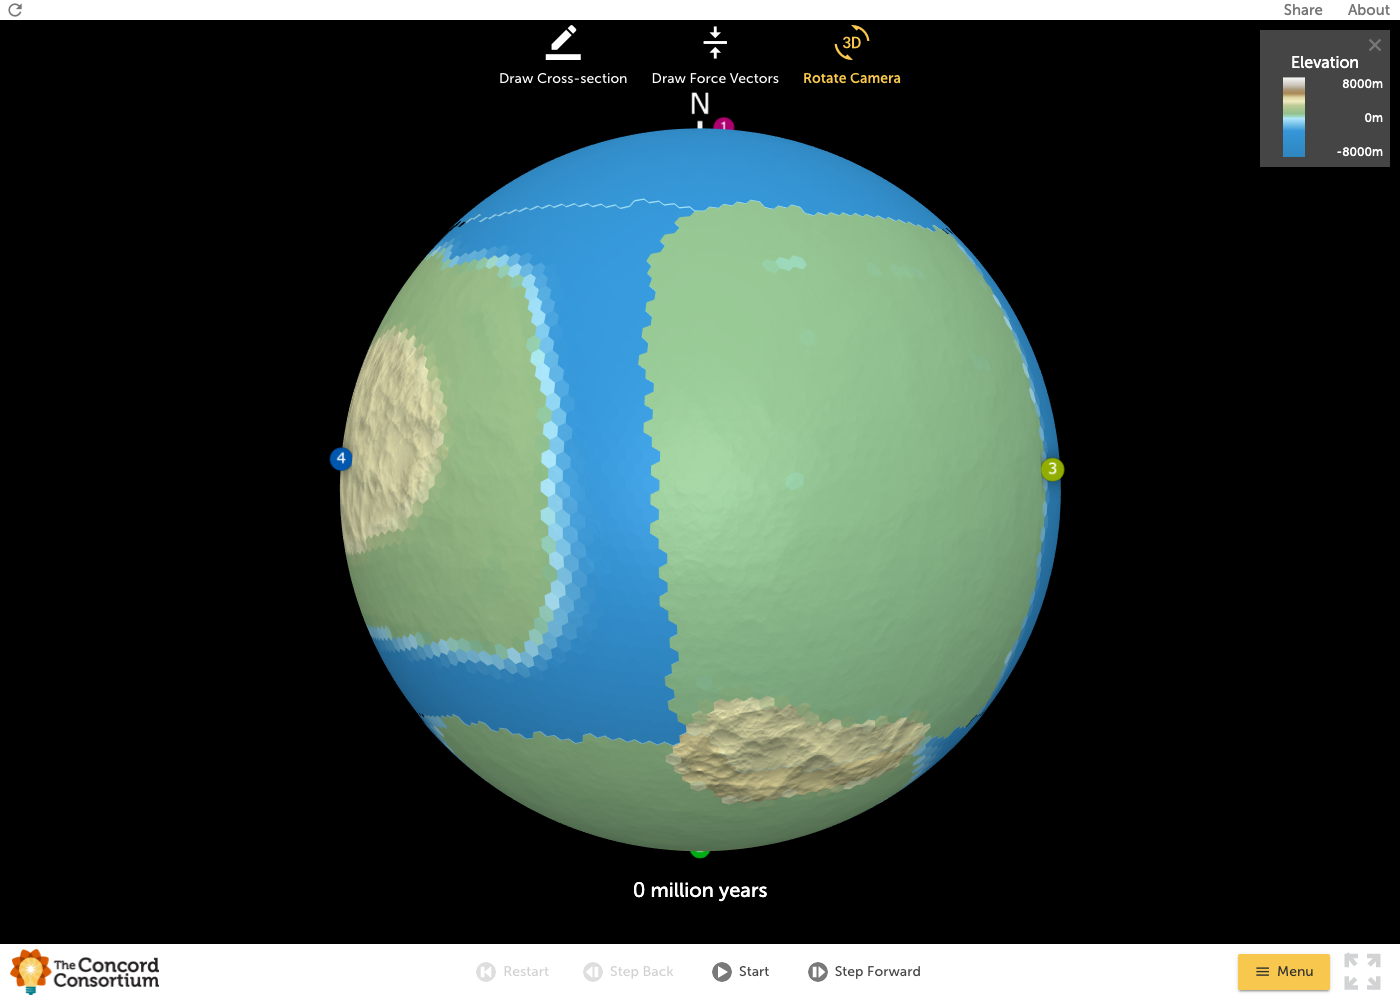 Share
About
Draw Cross-section
Draw Force Vectors
3D
Rotate Camera
Elevation
8000m
0m
-8000m
N
1
4
3
0 million years
The Concord
Consortium
Restart
Step Back
Start
Step Forward
Menu